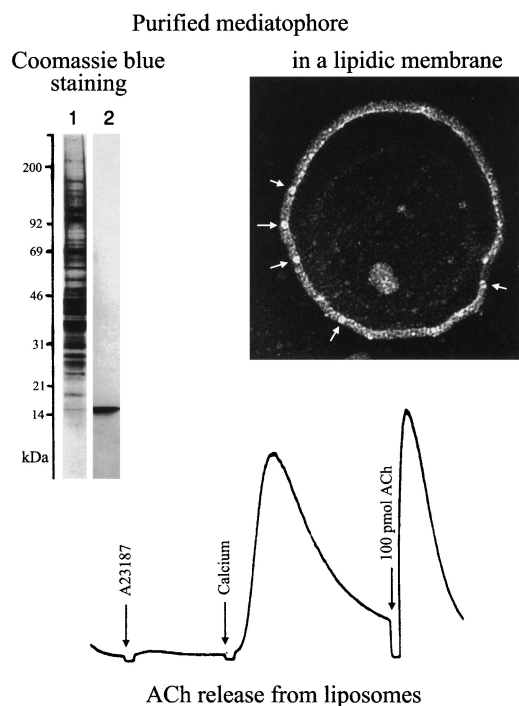 Purified mediatophore
Coomassie blue
staining
in a lipidic membrane
1 2
200
92
69
46
31
21
14
kDa
A23187
Calcium
100 pmol ACh
ACh release from liposomes